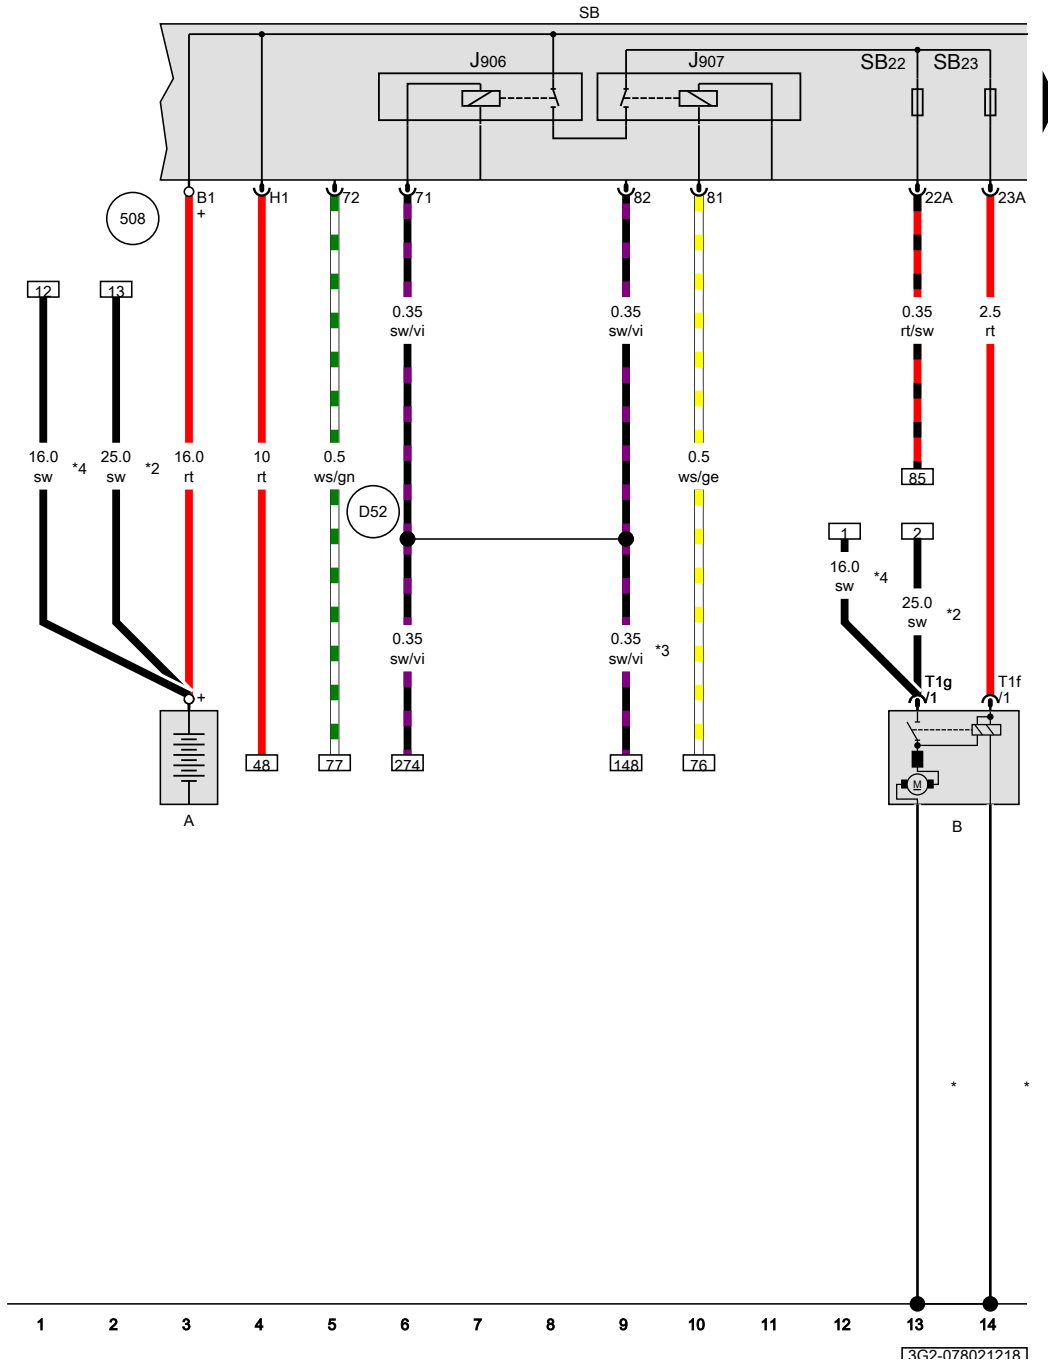 SB
J906
J907
SB22
SB23
B1
+
H1
72
71
82
81
22A
23A
508
12
13
0.35
sw/vi
0.35
sw/vi
0.35
rt/sw
2.5
rt
16.0
sw
*4
25.0
sw
*2
16.0
rt
10
rt
0.5
ws/gn
0.5
ws/ge
85
D52
1
2
16.0
sw
*4
25.0
sw
*2
0.35
sw/vi
0.35
sw/vi
*3
+
T1g
/1
T1f
/1
48
77
274
148
76
M
A
B
*
*
1 2 3 4 5 6 7 8 9 10 11 12 13 14
3G2-078021218